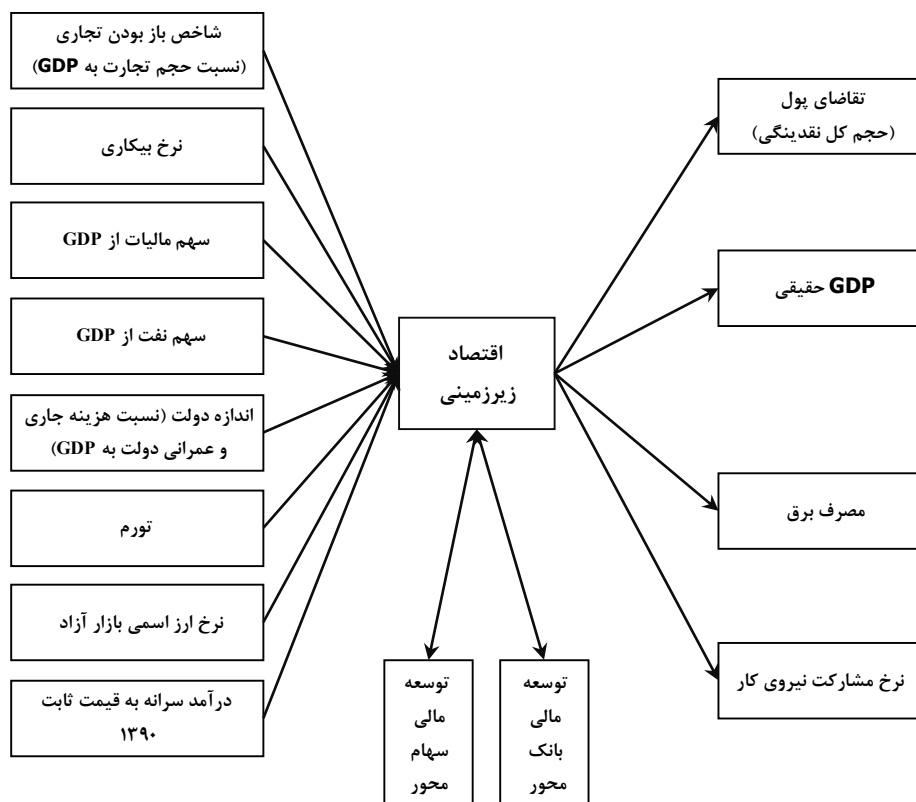 شاخص باز بودن تجاری
(نسبت حجم تجارت به GDP)
نرخ بیکاری
سهم مالیات از GDP
سهم نفت از GDP
اندازه دولت (نسبت هزینه جاری
و عمرانی دولت به GDP)
تورم
نرخ ارز اسمی بازار آزاد
درآمد سرانه به قیمت ثابت
۱۳۹۰
اقتصاد
زیرزمینی
تقاضای پول
(حجم کل نقدینگی)
GDP حقیقی
مصرف برق
نرخ مشارکت نیروی کار
توسعه
مالی
بانک
محور
توسعه
مالی
سهام
محور